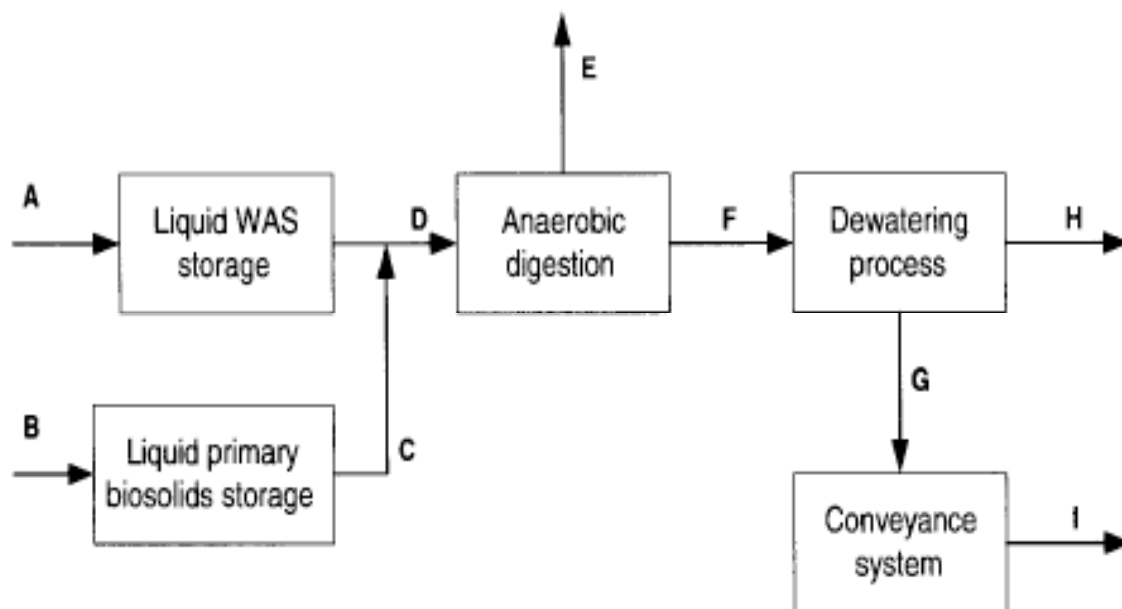 E
A
Liquid WAS
storage
D
Anaerobic
digestion
F
Dewatering
process
H
G
B
Liquid primary
biosolids storage
C
Conveyance
system
I